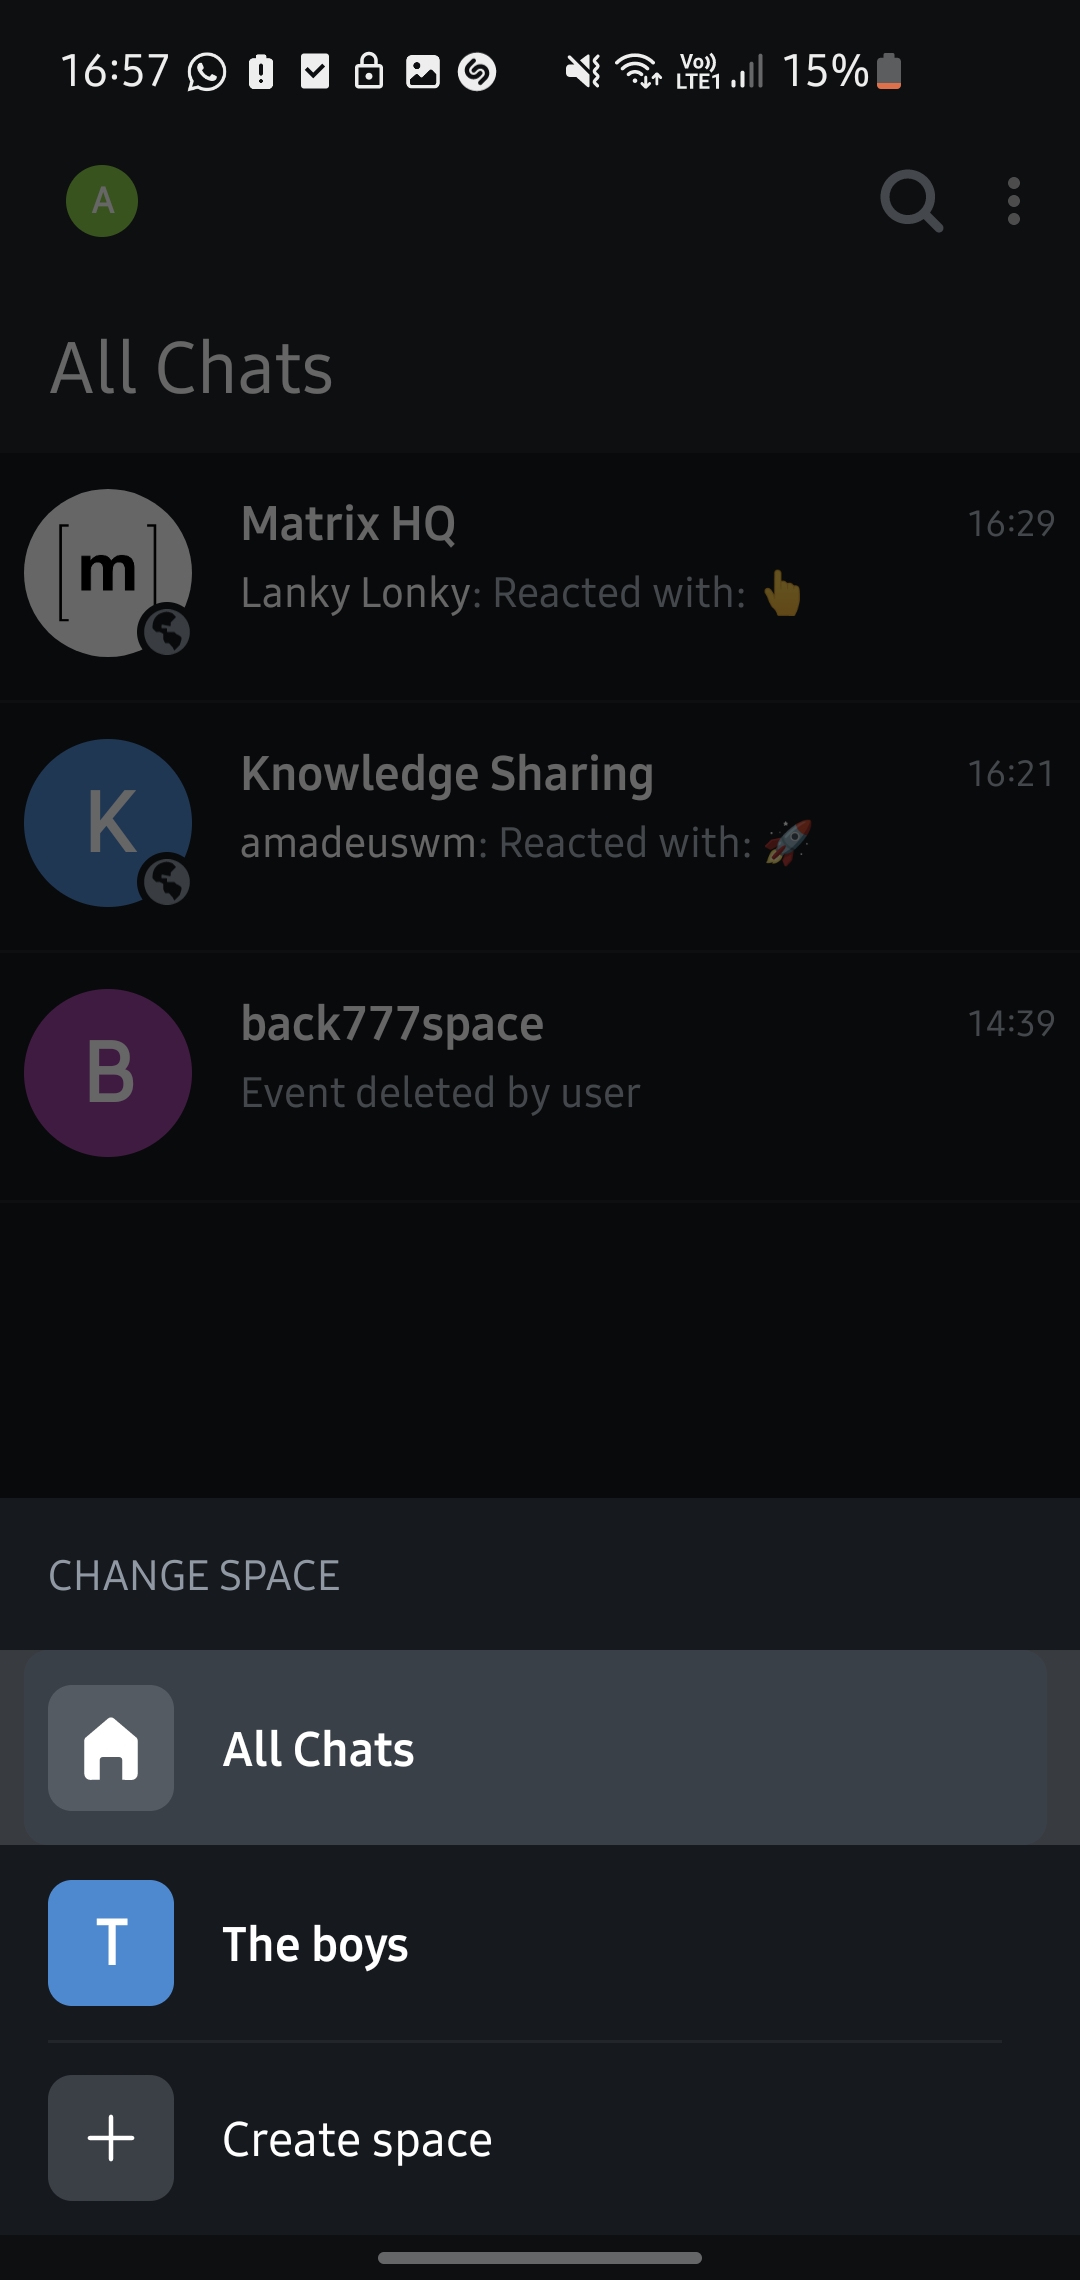 16:57 Vo)) LTE1 15%
A
All Chats
[m] Matrix HQ 16:29
Lanky Lonky: Reacted with: 👆
K Knowledge Sharing 16:21
amadeuswm: Reacted with: 🚀
B back777space 14:39
Event deleted by user
CHANGE SPACE
All Chats
T The boys
Create space